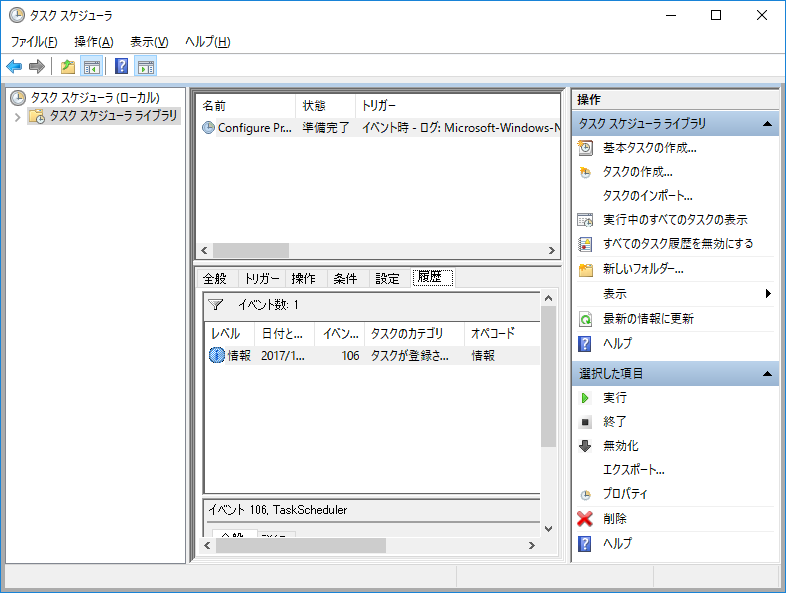 タスク スケジューラ
ファイル(F) 操作(A) 表示(V) ヘルプ(H)
タスク スケジューラ (ローカル)
タスク スケジューラ ライブラリ
名前 状態 トリガー
Configure Pr... 準備完了 イベント時 - ログ: Microsoft-Windows-N
全般 トリガー 操作 条件 設定 履歴
イベント数: 1
レベル 日付と... イベン... タスクのカテゴリ オペコード
情報 2017/1... 106 タスクが登録さ... 情報
イベント 106, TaskScheduler
操作
タスク スケジューラ ライブラリ
基本タスクの作成...
タスクの作成...
タスクのインポート...
実行中のすべてのタスクの表示
すべてのタスク履歴を無効にする
新しいフォルダー...
表示
最新の情報に更新
ヘルプ
選択した項目
実行
終了
無効化
エクスポート...
プロパティ
削除
ヘルプ